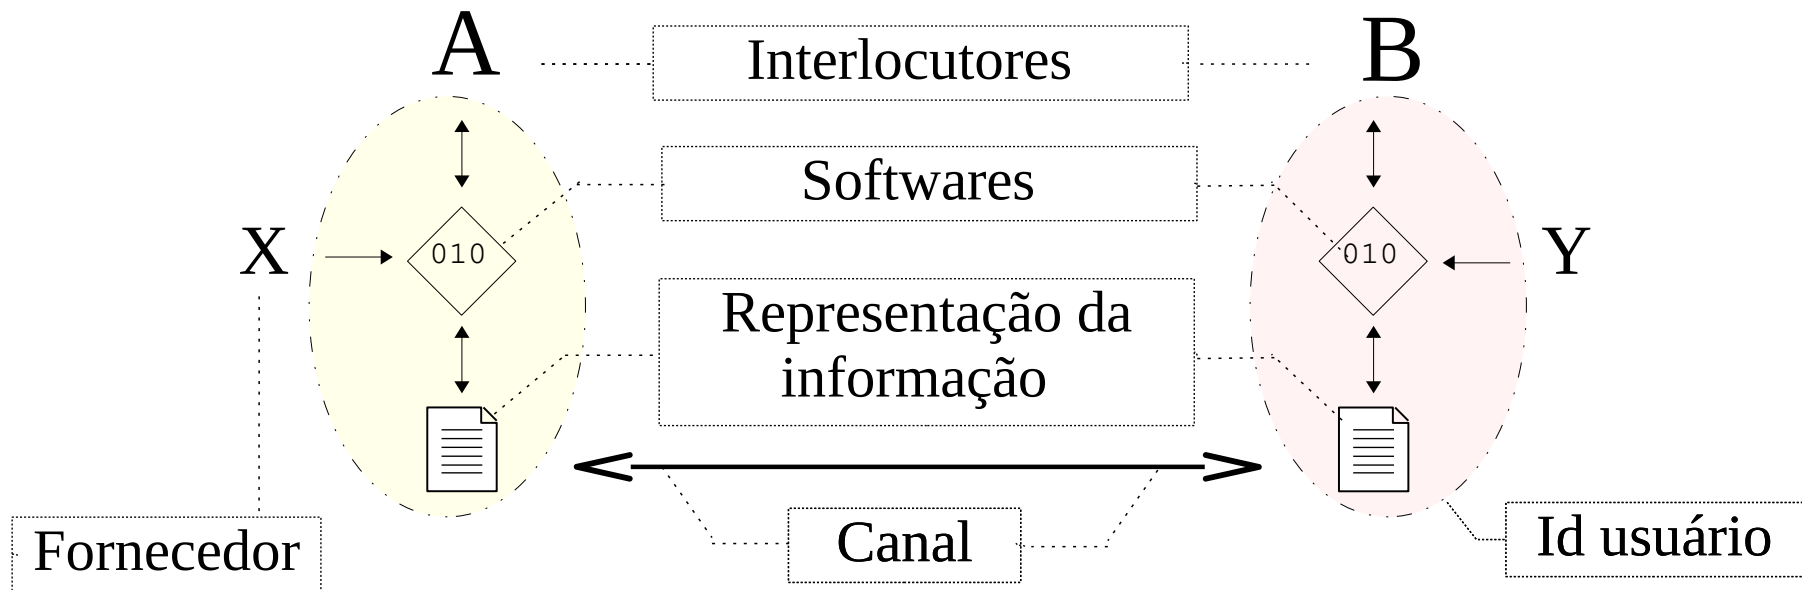 A
Interlocutores
B
Softwares
X
010
010
Y
Representação da
informação
Fornecedor
Canal
Id usuário